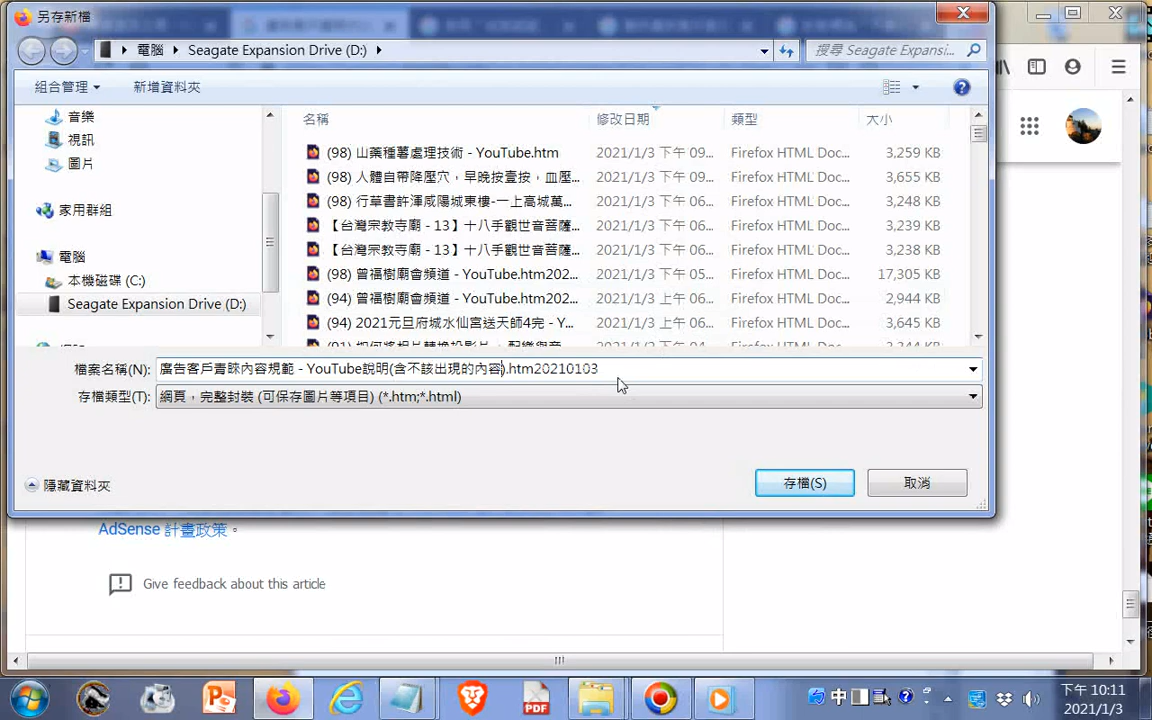 另存新檔
電腦 Seagate Expansion Drive (D:)
搜尋 Seagate Expansi...
組合管理 新增資料夾
音樂
視訊
圖片
家用群組
電腦
本機磁碟 (C:)
Seagate Expansion Drive (D:)
名稱 修改日期 類型 大小
(98) 山藥種薯處理技術 - YouTube.htm 2021/1/3 下午 09... Firefox HTML Doc... 3,259 KB
(98) 人體自帶降壓穴，早晚按壹按，血壓... 2021/1/3 下午 09... Firefox HTML Doc... 3,655 KB
(98) 行草書許渾咸陽城東樓-一上高城萬... 2021/1/3 下午 06... Firefox HTML Doc... 3,248 KB
【台灣宗教寺廟 - 13】十八手觀世音菩薩... 2021/1/3 下午 06... Firefox HTML Doc... 3,239 KB
【台灣宗教寺廟 - 13】十八手觀世音菩薩... 2021/1/3 下午 06... Firefox HTML Doc... 3,238 KB
(98) 曾福樹廟會頻道 - YouTube.htm202... 2021/1/3 下午 05... Firefox HTML Doc... 17,305 KB
(94) 曾福樹廟會頻道 - YouTube.htm202... 2021/1/3 上午 06... Firefox HTML Doc... 2,944 KB
(94) 2021元旦府城水仙宮送天師4完 - Y... 2021/1/3 上午 06... Firefox HTML Doc... 3,645 KB
檔案名稱(N): 廣告客戶青睞內容規範 - YouTube說明(含不該出現的內容).htm20210103
存檔類型(T): 網頁，完整封裝 (可保存圖片等項目) (*.htm;*.html)
隱藏資料夾 存檔(S) 取消
AdSense 計畫政策。
Give feedback about this article
中
PDF
下午 10:11
2021/1/3